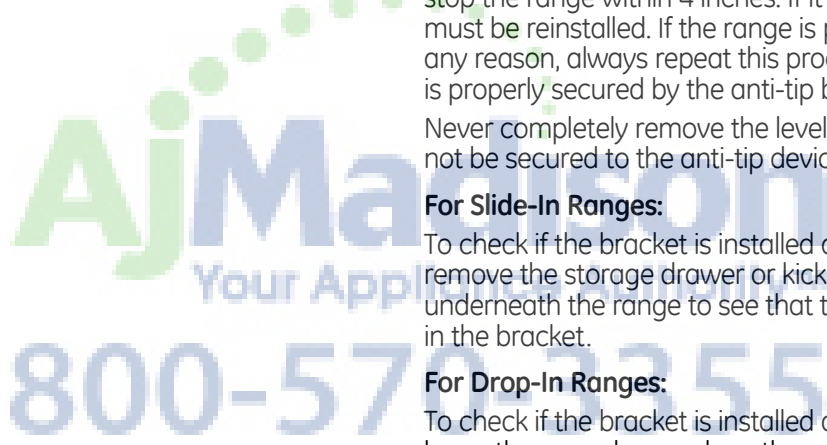 stop the range within 4 inches. If it
must be reinstalled. If the range is
any reason, always repeat this
is properly secured by the anti-tip
Never completely remove the
not be secured to the anti-tip
For Slide-In Ranges:
To check if the bracket is installed
remove the storage drawer or
underneath the range to see that
in the bracket.
For Drop-In Ranges:
To check if the bracket is installed
AjMadison
Your Appliance Authority
800-570-3355